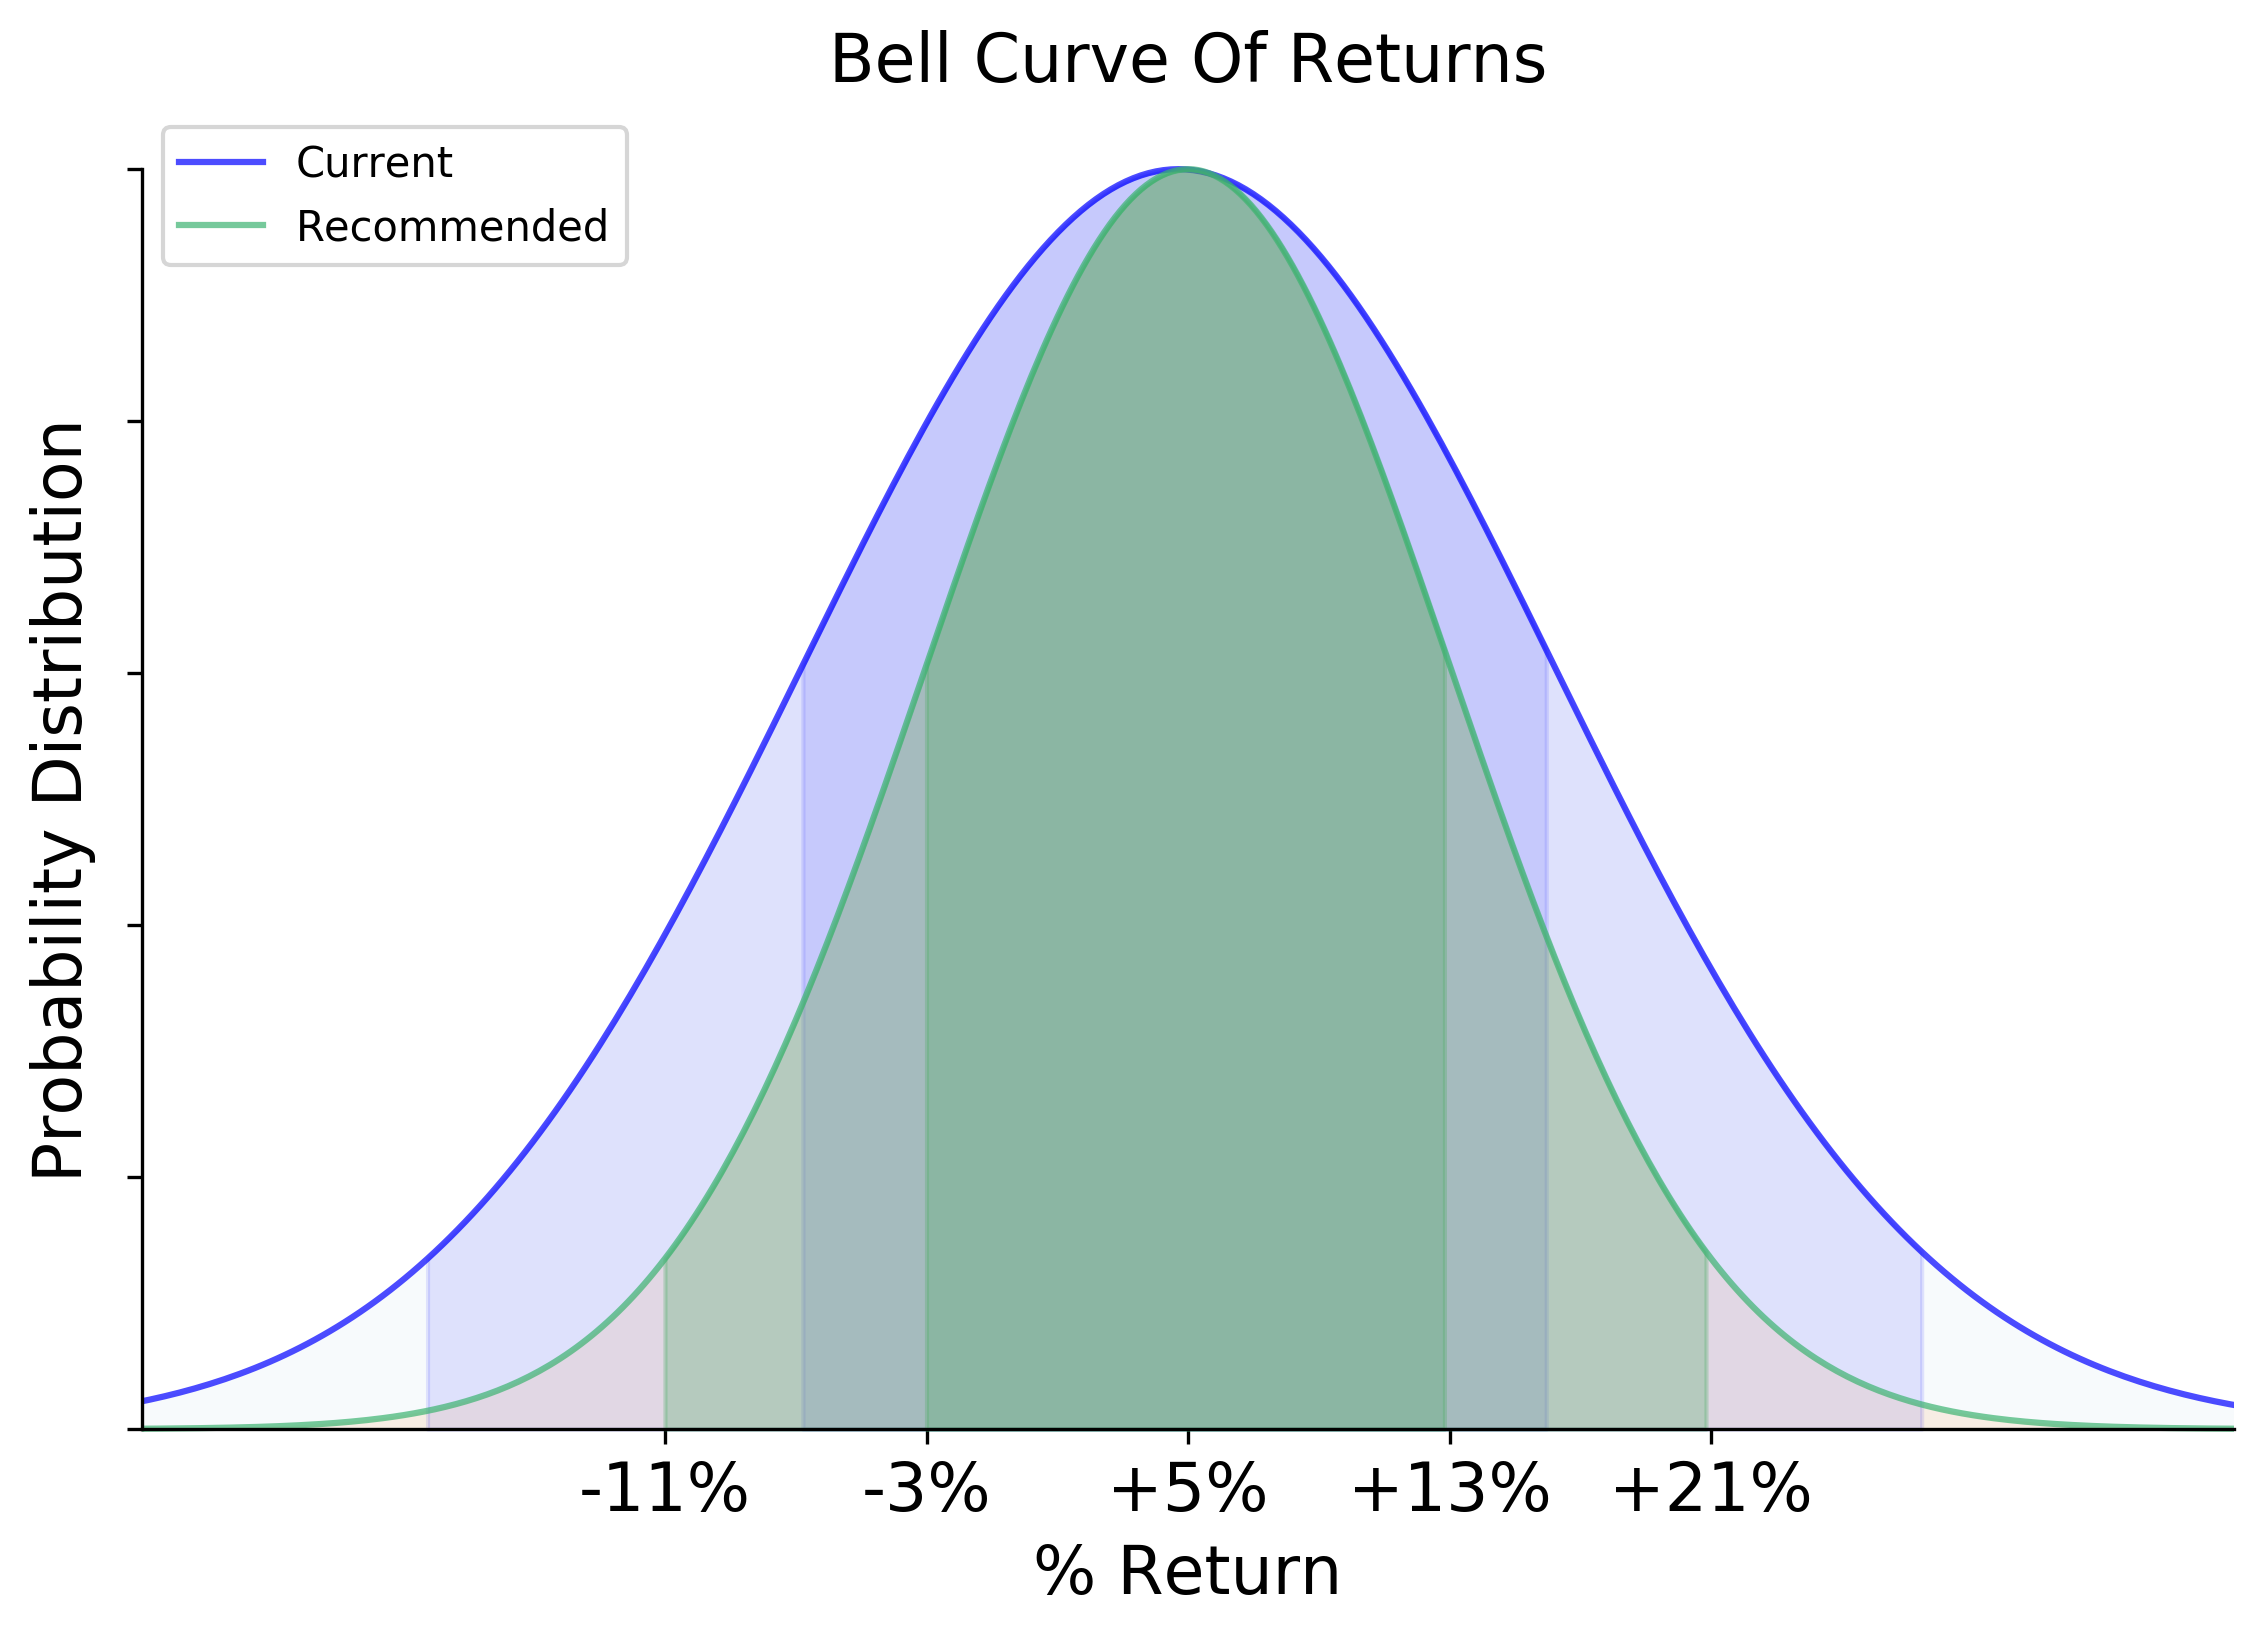 Bell Curve Of Returns
Current
Recommended
Probability Distribution
-11%
-3%
+5%
+13%
+21%
% Return